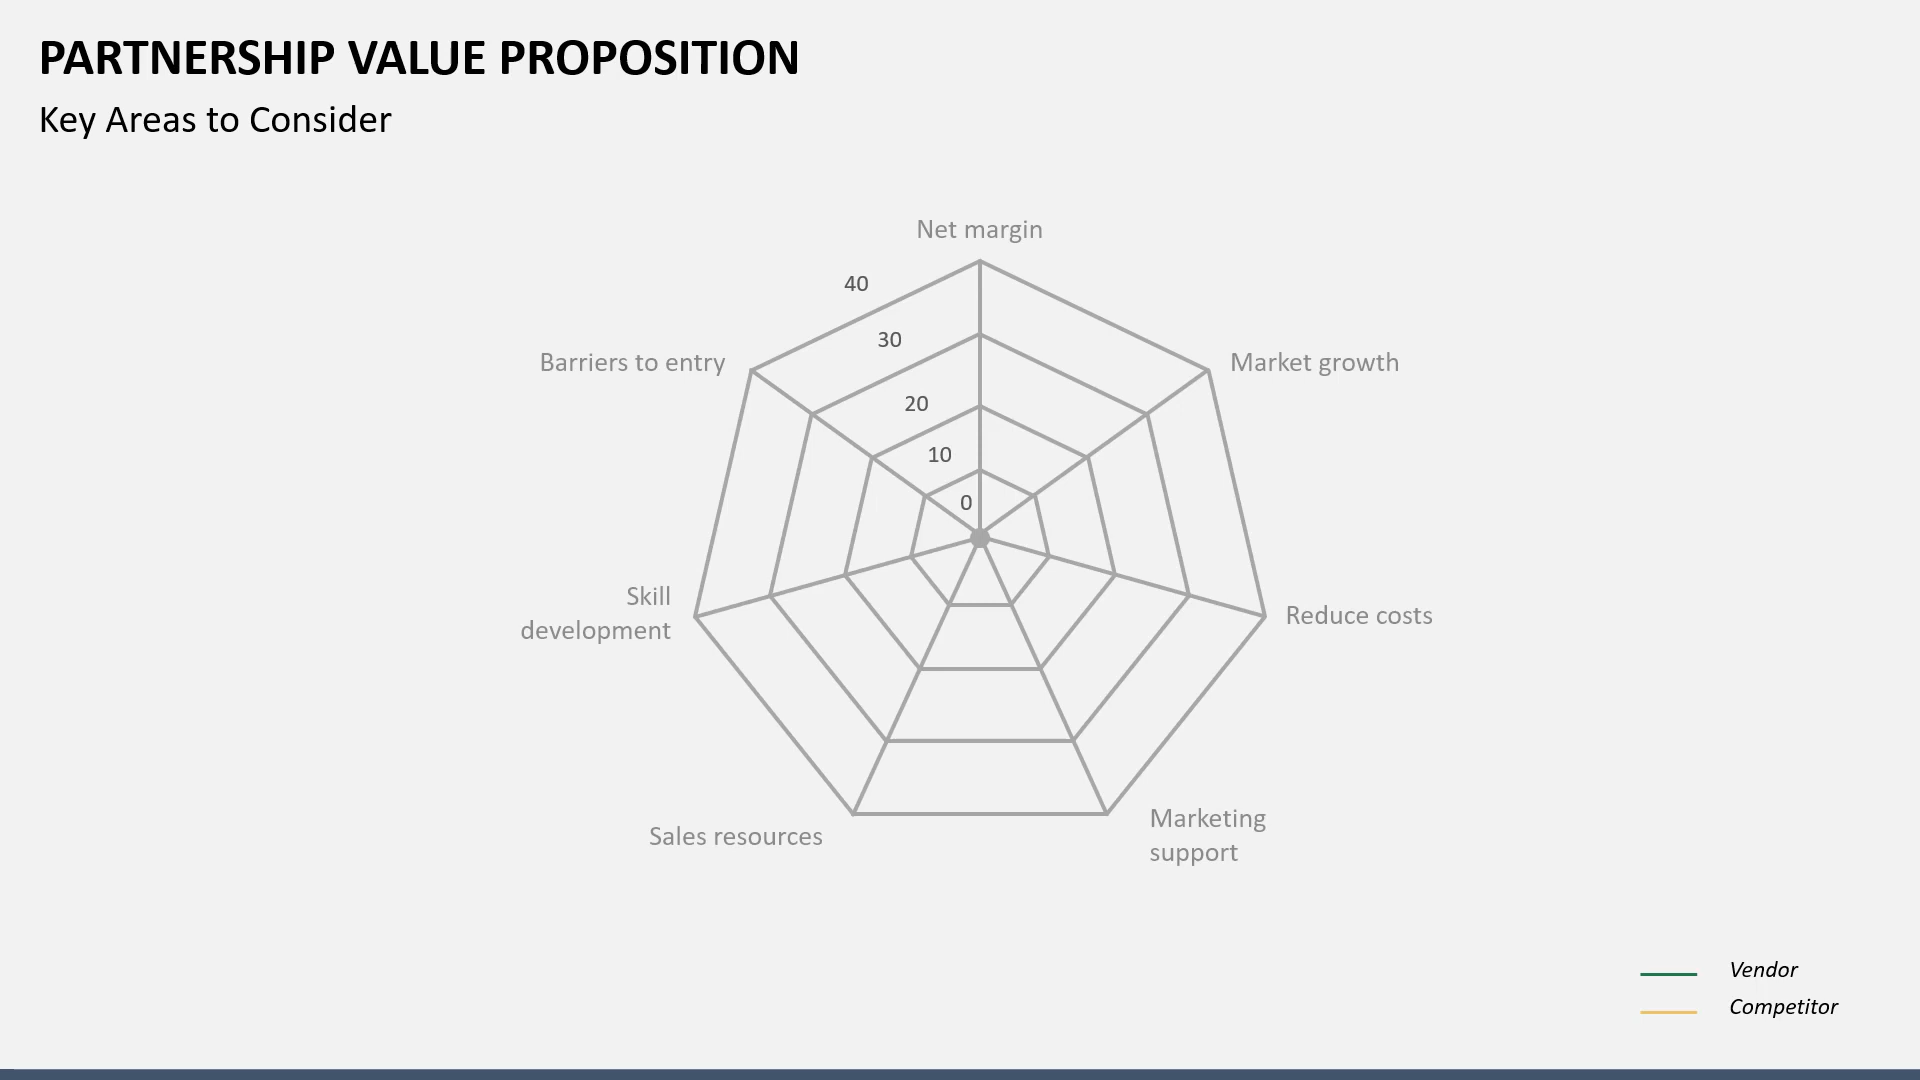 PARTNERSHIP VALUE PROPOSITION
Key Areas to Consider
Net margin
40
30
Barriers to entry
Market growth
20
10
0
Skill
development
Reduce costs
Sales resources
Marketing
support
Vendor
Competitor